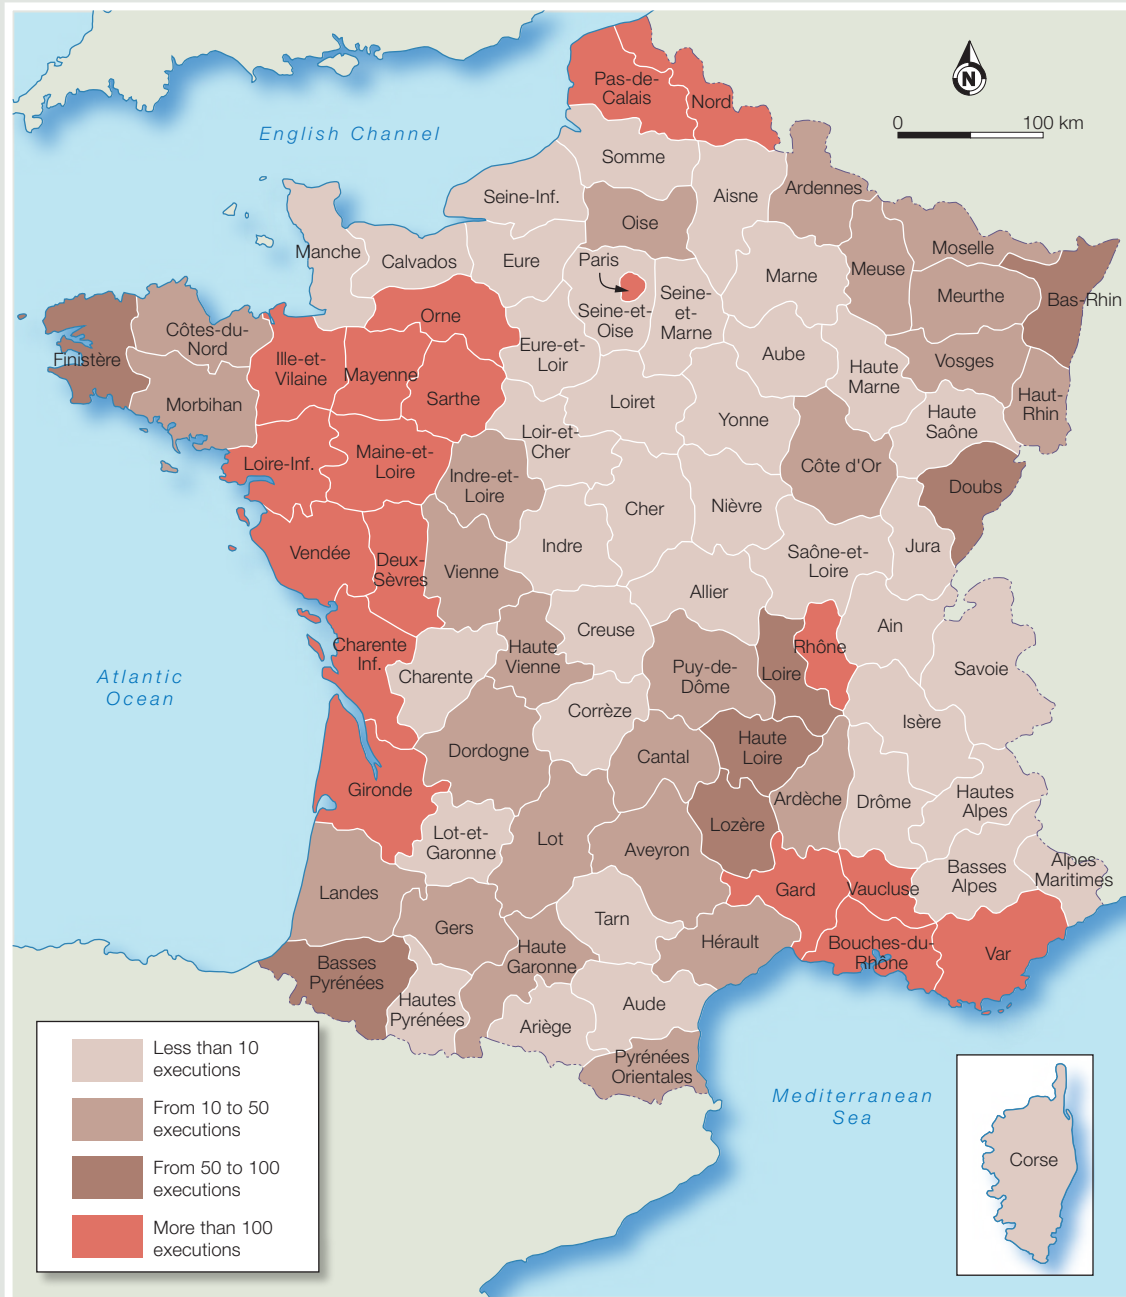 Pas-de-
Calais
Nord
N
0
100 km
English Channel
Somme
Seine-Inf.
Aisne
Ardennes
Oise
Manche
Calvados
Eure
Paris
Seine-et-
Oise
Seine-
et-
Marne
Marne
Meuse
Moselle
Meurthe
Bas-Rhin
Orne
Côtes-du-
Nord
Finistère
Ille-et-
Vilaine
Mayenne
Sarthe
Eure-et-
Loir
Aube
Haute
Marne
Vosges
Haut-
Rhin
Morbihan
Loiret
Yonne
Haute
Saône
Loir-et-
Cher
Loire-Inf.
Maine-et-
Loire
Indre-et-
Loire
Côte d'Or
Doubs
Cher
Nièvre
Vendée
Deux-
Sèvres
Vienne
Indre
Saône-et-
Loire
Jura
Allier
Charente
Inf.
Charente
Haute
Vienne
Creuse
Puy-de-
Dôme
Loire
Rhône
Ain
Savoie
Atlantic
Ocean
Corrèze
Isère
Dordogne
Cantal
Haute
Loire
Gironde
Ardèche
Drôme
Hautes
Alpes
Lot-et-
Garonne
Lot
Aveyron
Lozère
Basses
Alpes
Alpes
Maritimes
Landes
Gard
Vaucluse
Gers
Tarn
Haute
Garonne
Hérault
Bouches-du-
Rhône
Var
Basses
Pyrénées
Hautes
Pyrénées
Ariège
Aude
Pyrénées
Orientales
Mediterranean
Sea
Corse
Less than 10
executions
From 10 to 50
executions
From 50 to 100
executions
More than 100
executions